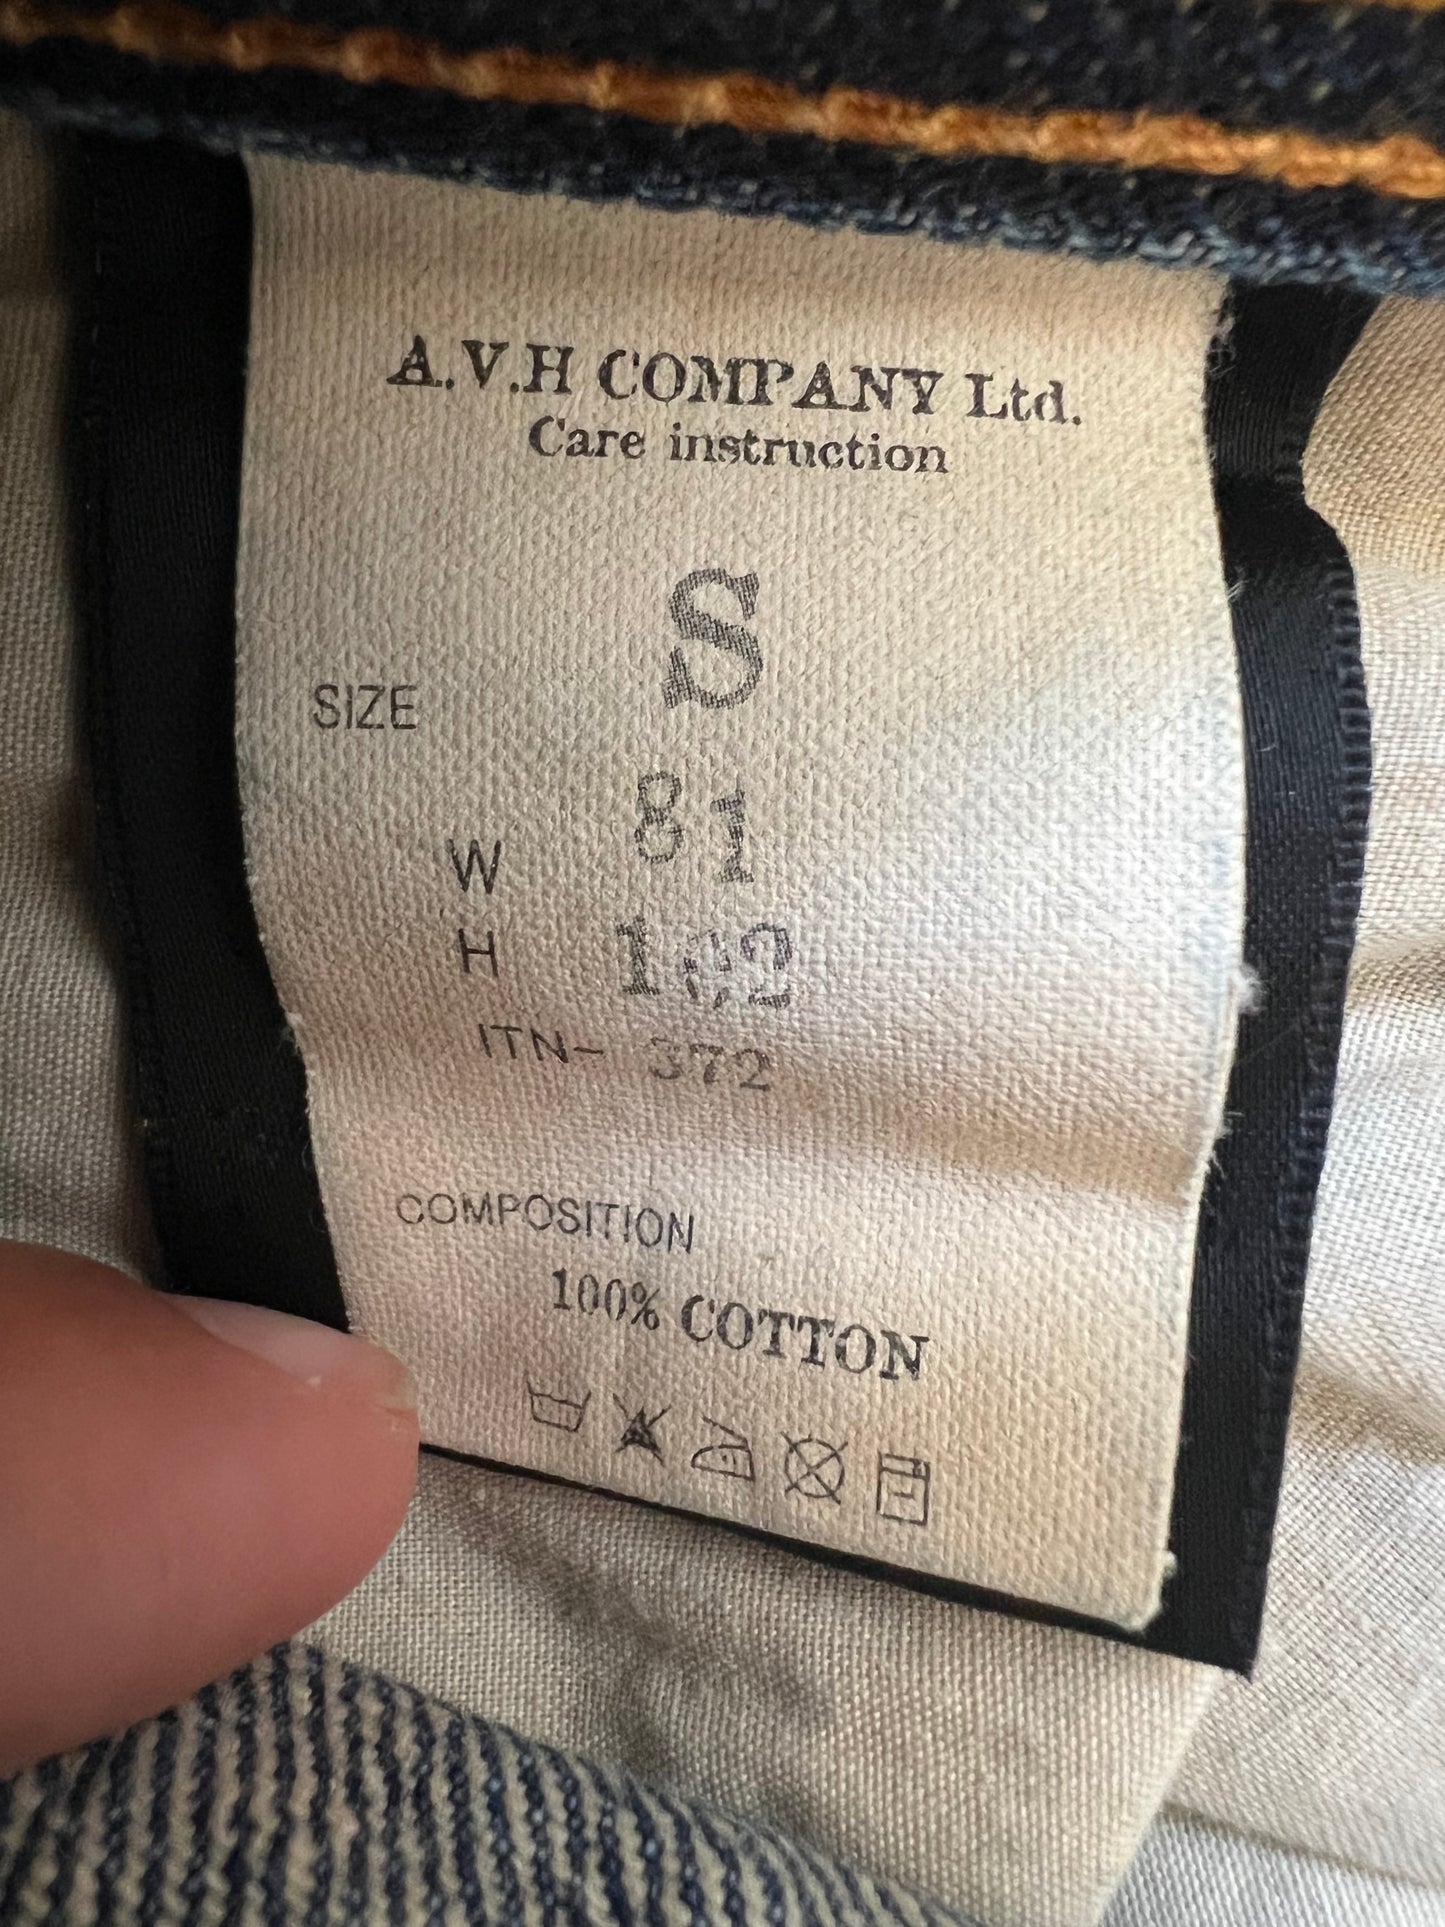 A.V.H COMPANY Ltd.
Care instruction
S
SIZE
W 81
H 102
ITN- 372
COMPOSITION
100% COTTON